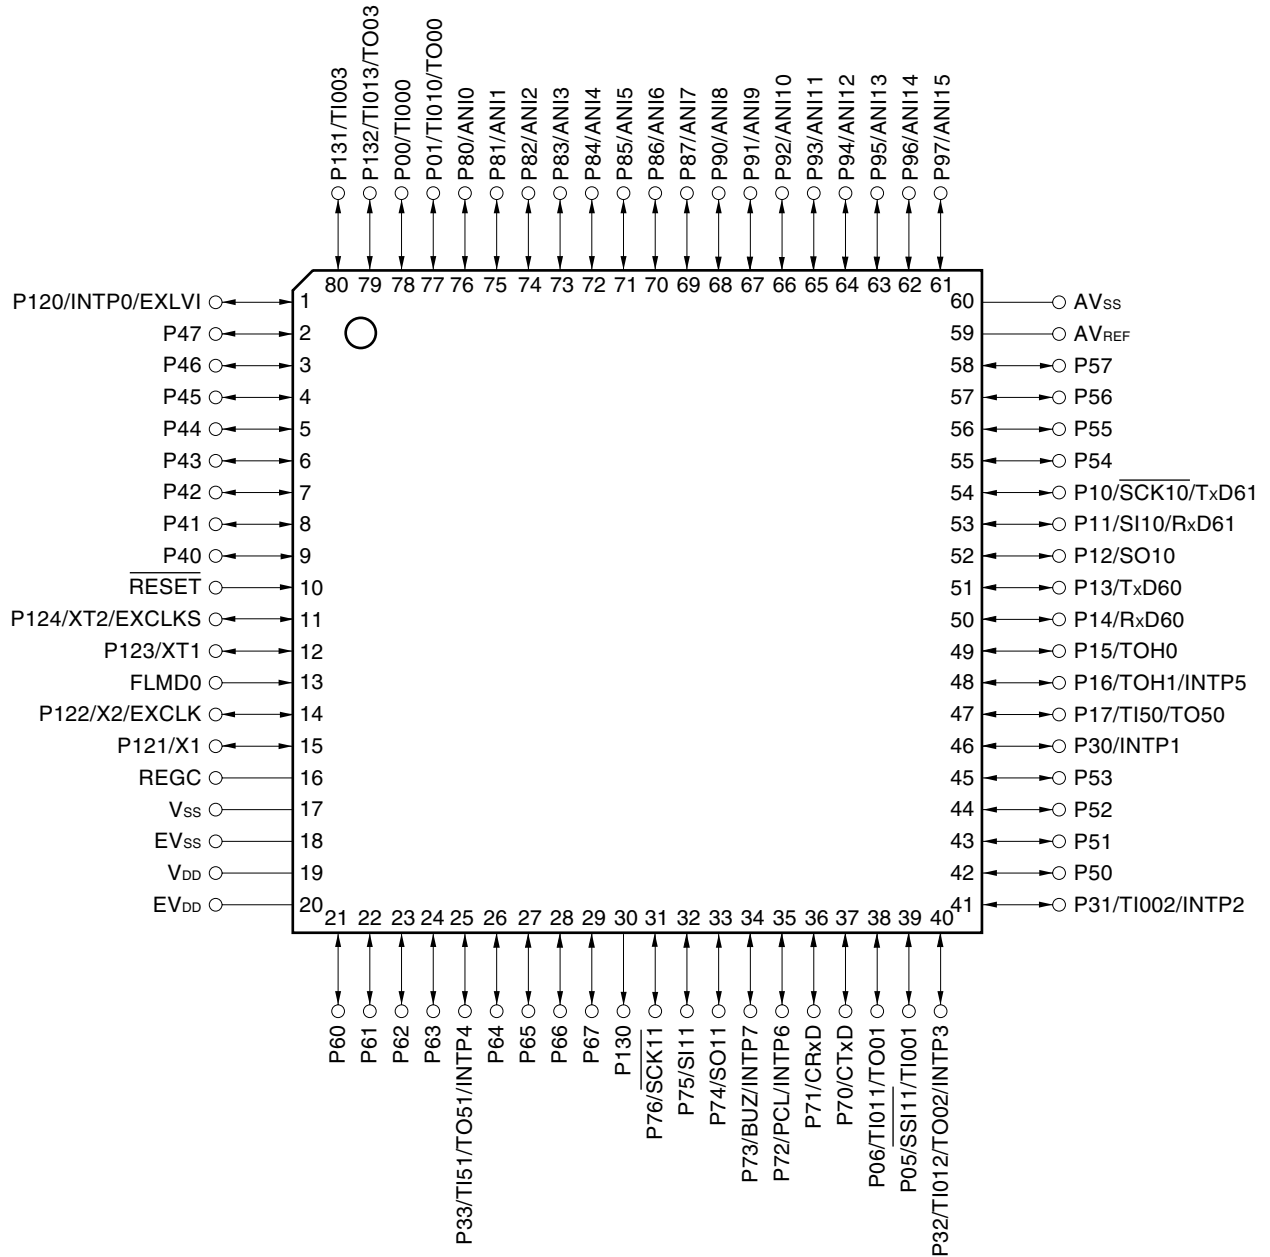 P131/TI003
P132/TI013/TO03
P00/TI000
P01/TI010/TO00
P80/ANI0
P81/ANI1
P82/ANI2
P83/ANI3
P84/ANI4
P85/ANI5
P86/ANI6
P87/ANI7
P90/ANI8
P91/ANI9
P92/ANI10
P93/ANI11
P94/ANI12
P95/ANI13
P96/ANI14
P97/ANI15
80 79 78 77 76 75 74 73 72 71 70 69 68 67 66 65 64 63 62 61
P120/INTP0/EXLVI 1
P47 2
P46 3
P45 4
P44 5
P43 6
P42 7
P41 8
P40 9
RESET 10
P124/XT2/EXCLKS 11
P123/XT1 12
FLMD0 13
P122/X2/EXCLK 14
P121/X1 15
REGC 16
VSS 17
EVSS 18
VDD 19
EVDD 20
60 AVSS
59 AVREF
58 P57
57 P56
56 P55
55 P54
54 P10/SCK10/TxD61
53 P11/SI10/RxD61
52 P12/SO10
51 P13/TxD60
50 P14/RxD60
49 P15/TOH0
48 P16/TOH1/INTP5
47 P17/TI50/TO50
46 P30/INTP1
45 P53
44 P52
43 P51
42 P50
41 P31/TI002/INTP2
21 22 23 24 25 26 27 28 29 30 31 32 33 34 35 36 37 38 39 40
P60
P61
P62
P63
P33/TI51/TO51/INTP4
P64
P65
P66
P67
P130
P76/SCK11
P75/SI11
P74/SO11
P73/BUZ/INTP7
P72/PCL/INTP6
P71/CRxD
P70/CTxD
P06/TI011/TO01
P05/SSI11/TI001
P32/TI012/TO02/INTP3